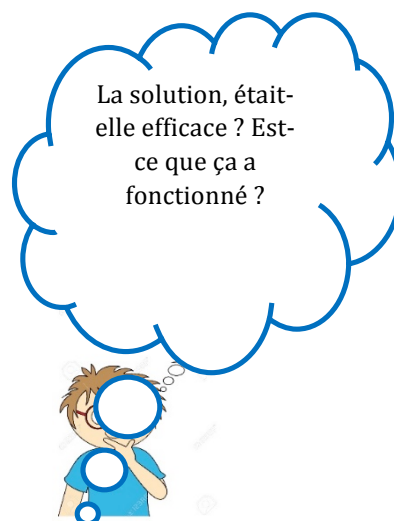 La solution, était-
elle efficace ? Est-
ce que ça a
fonctionné ?